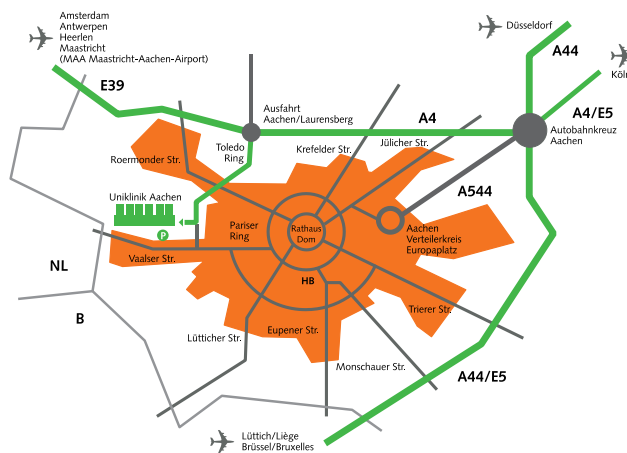 Amsterdam
Antwerpen
Heerlen
Maastricht
(MAA Maastricht-Aachen-Airport)
Düsseldorf
A44
Köln
E39
Ausfahrt
Aachen/Laurensberg
A4
A4/E5
Autobahnkreuz
Aachen
Toledo
Ring
Krefelder Str.
Jülicher Str.
Roermonder Str.
A544
Uniklinik Aachen
P
Pariser
Ring
Rathaus
Dom
Aachen
Verteilerkreis
Europaplatz
Vaalser Str.
NL
HB
B
Trierer Str.
Lütticher Str.
Eupener Str.
Monschauer Str.
A44/E5
Lüttich/Liège
Brüssel/Bruxelles